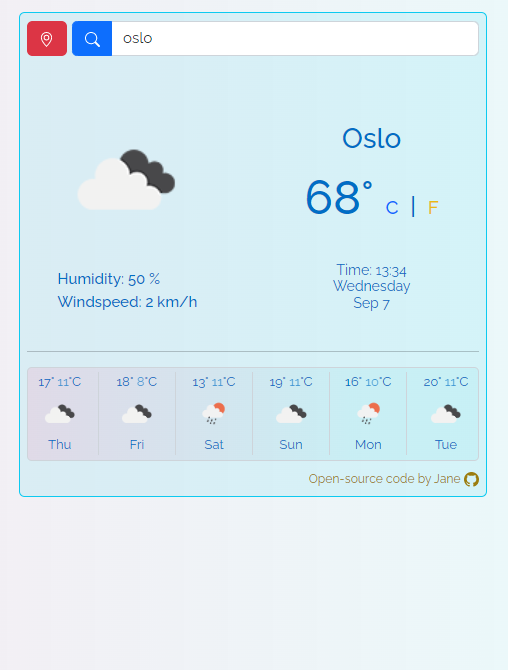 oslo
Oslo
68° C | F
Humidity: 50 %
Windspeed: 2 km/h
Time: 13:34
Wednesday
Sep 7
17° 11°C 18° 8°C 13° 11°C 19° 11°C 16° 10°C 20° 11°C
Thu Fri Sat Sun Mon Tue
Open-source code by Jane